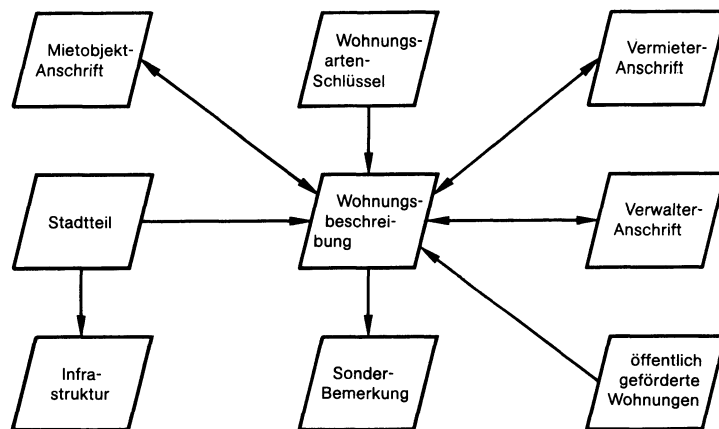 Mietobjekt-
Anschrift
Wohnungs-
arten-
Schlüssel
Vermieter-
Anschrift
Stadtteil
Wohnungs-
beschrei-
bung
Verwalter-
Anschrift
Infra-
struktur
Sonder-
Bemerkung
öffentlich
geförderte
Wohnungen